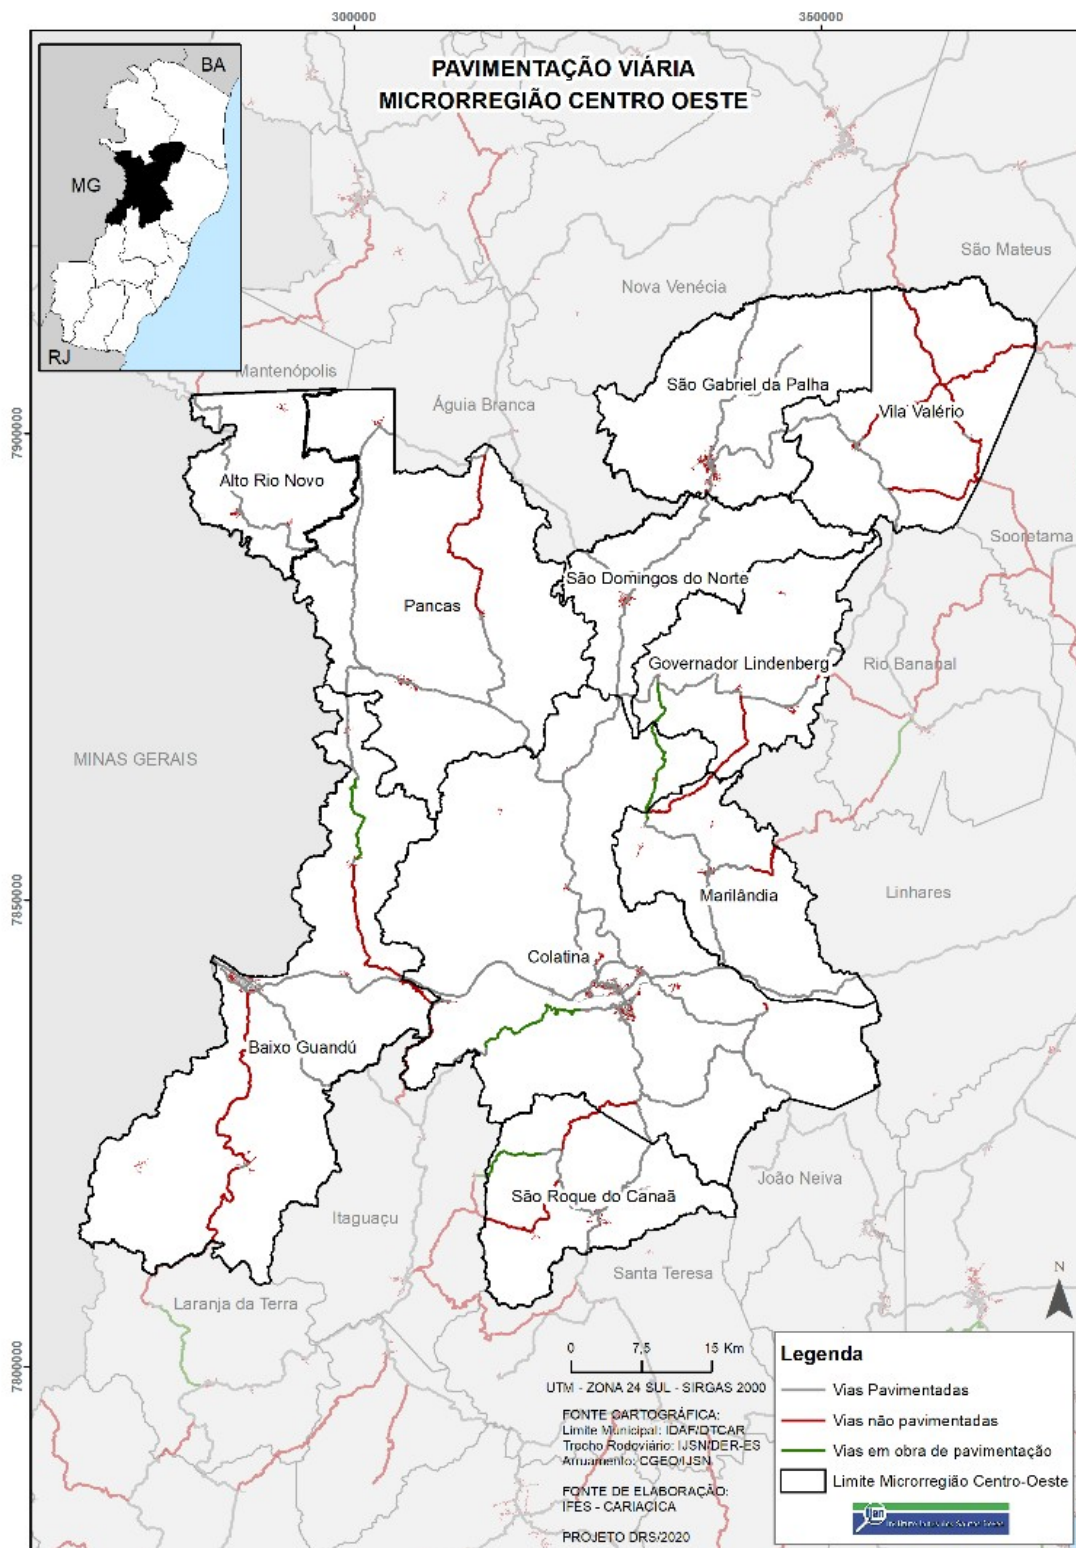 300000
350000
PAVIMENTAÇÃO VIÁRIA
MICRORREGIÃO CENTRO OESTE
BA
MG
RJ
São Mateus
Nova Venécia
Mantenópolis
Águia Branca
São Gabriel da Palha
Vila Valério
7900000
Alto Rio Novo
Sooretama
São Domingos do Norte
Pancas
Governador Lindenberg
Rio Bananal
MINAS GERAIS
7850000
Marilândia
Linhares
Colatina
Baixo Guandú
João Neiva
São Roque do Canaã
Itaguaçu
Santa Teresa
N
Laranja da Terra
7800000
0 7,5 15 Km
UTM - ZONA 24 SUL - SIRGAS 2000
FONTE CARTOGRÁFICA:
Limite Municipal: IDAF/DTCAR
Trecho Rodoviário: IJSN/DER-ES
Arruamento: CGEO/IJSN
FONTE DE ELABORAÇÃO:
IFES - CARIACICA
PROJETO DRS/2020
Legenda
Vias Pavimentadas
Vias não pavimentadas
Vias em obra de pavimentação
Limite Microrregião Centro-Oeste
ijsn